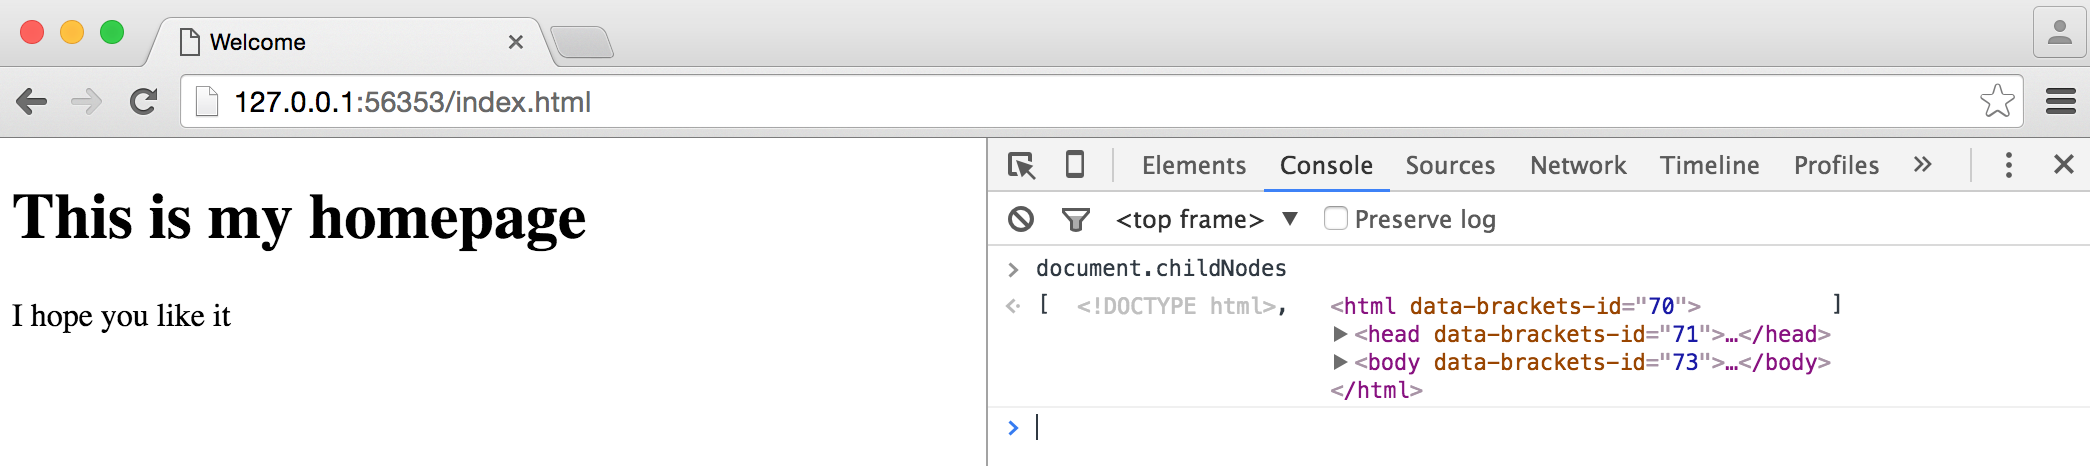 Welcome
127.0.0.1:56353/index.html
This is my homepage
I hope you like it
Elements Console Sources Network Timeline Profiles »
<top frame> ▼ Preserve log
> document.childNodes
[ <!DOCTYPE html>, <html data-brackets-id="70"> ]
▶<head data-brackets-id="71">…</head>
▶<body data-brackets-id="73">…</body>
</html>
>